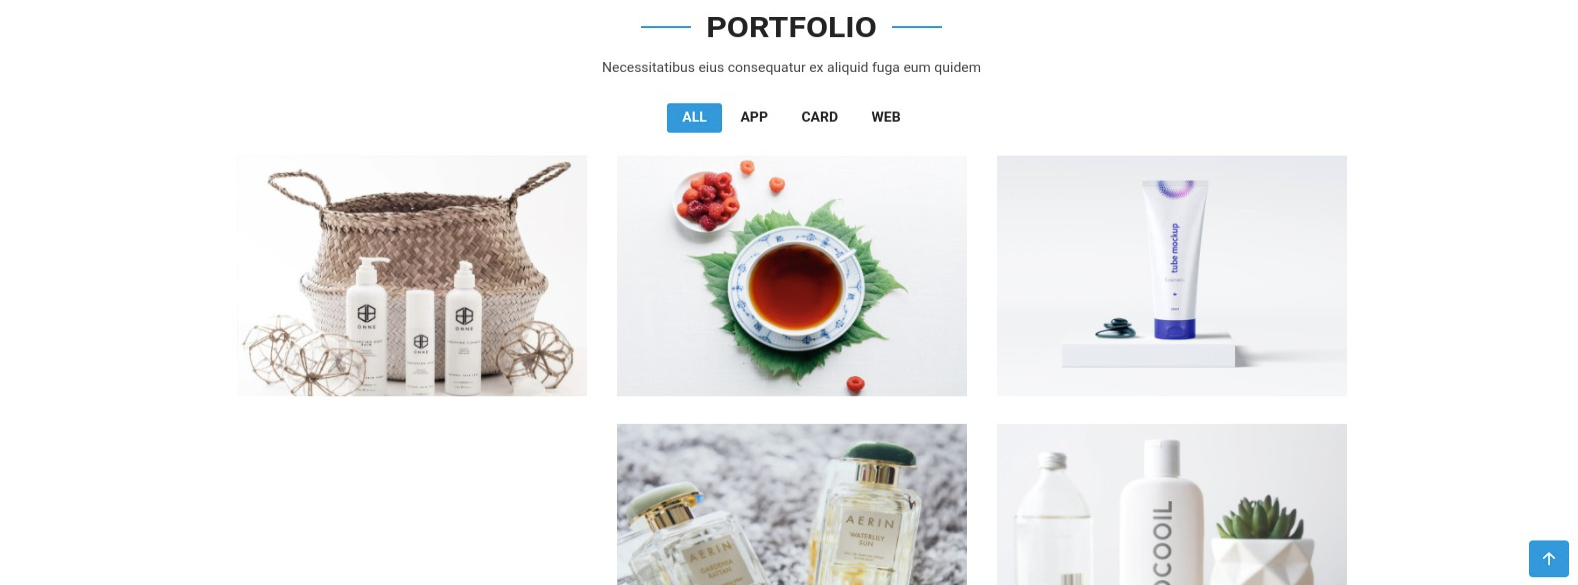 PORTFOLIO
Necessitatibus eius consequatur ex aliquid fuga eum quidem
ALL APP CARD WEB
ONNE
ONNE
ONNE
tube mockup
AERIN
GARDENIA
RATTAN
AERIN
WATERLILY
SUN
OCOOIL